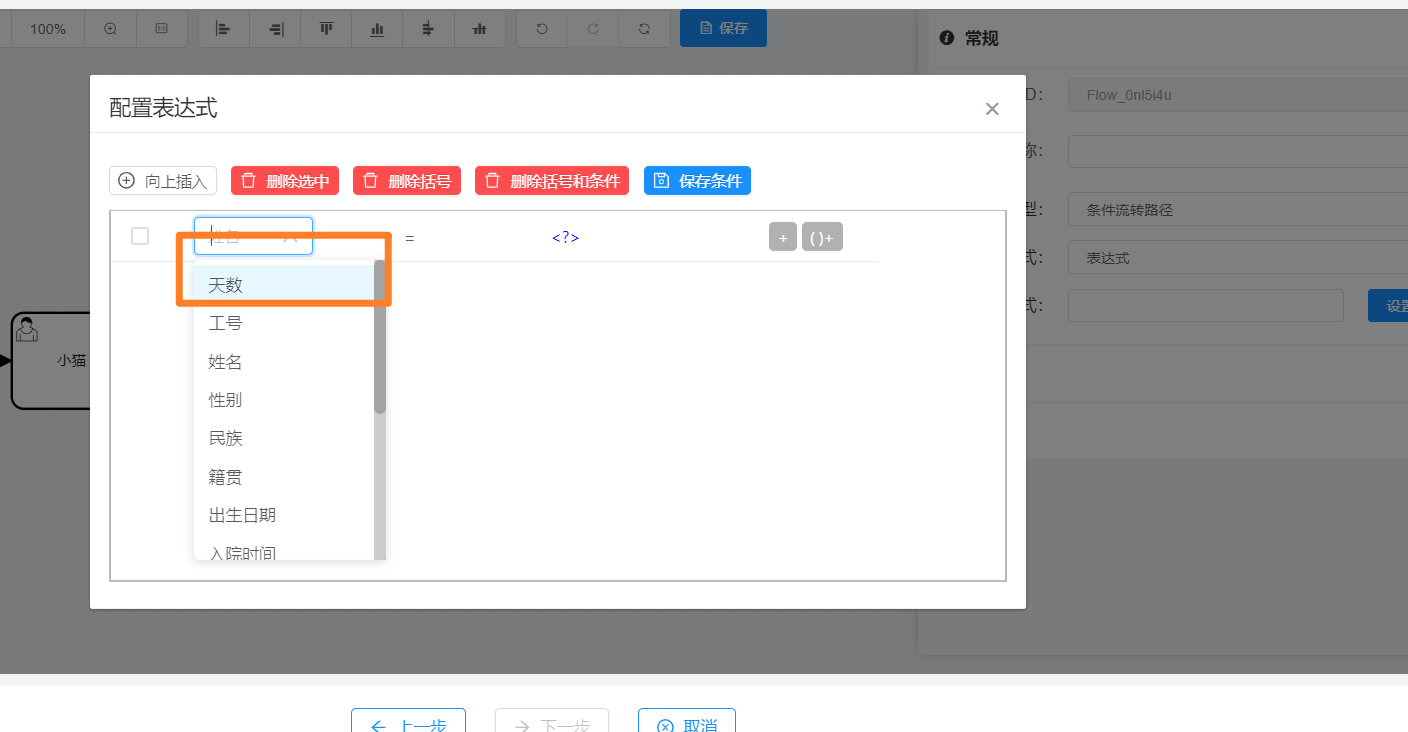 100%
保存
常规
配置表达式
D:
Flow_0nl5i4u
称:
向上插入
删除选中
删除括号
删除括号和条件
保存条件
型:
条件流转路径
姓名
=
<?>
+
()+
式:
表达式
天数
式:
设置
工号
姓名
小猫
性别
民族
籍贯
出生日期
入院时间
上一步
下一步
取消